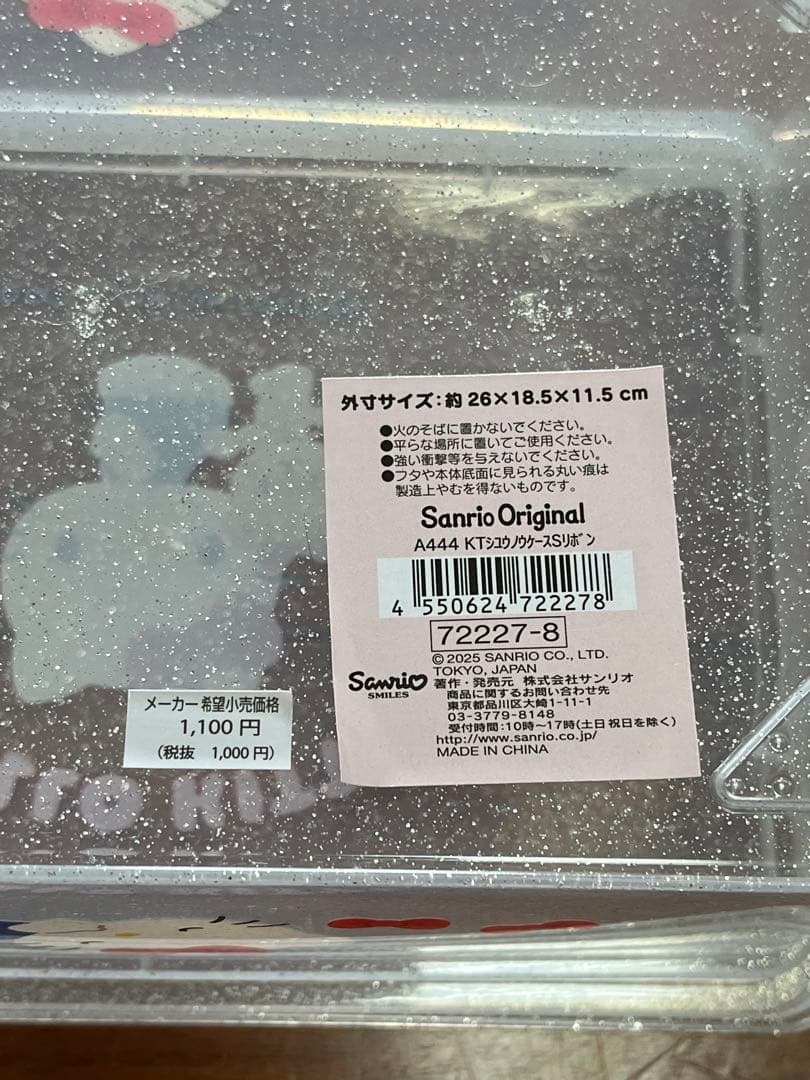 外寸サイズ:約26×18.5×11.5 cm
●火のそばに置かないでください。
●平らな場所に置いてご使用ください。
●強い衝撃等を与えないでください。
●フタや本体底面に見られる丸い痕は
製造上やむを得ないものです。
Sanrio Original
A444 KTｼﾕｳﾉｳｹｰｽSﾘﾎﾞﾝ
4 550624 722278
72227-8
© 2025 SANRIO CO., LTD.
TOKYO, JAPAN
Sanrio
SMILES
著作・発売元 株式会社サンリオ
商品に関するお問い合わせ先
東京都品川区大崎1-11-1
03-3779-8148
受付時間:10時~17時(土日祝日を除く)
http://www.sanrio.co.jp/
MADE IN CHINA
メーカー希望小売価格
1,100 円
(税抜 1,000円)